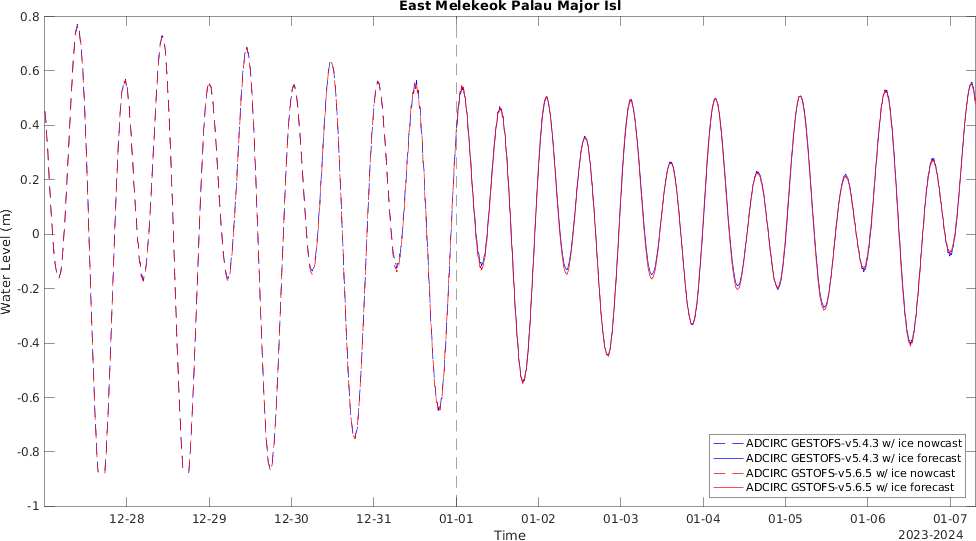 East Melekeok Palau Major Isl
0.8
0.6
0.4
0.2
0
-0.2
-0.4
-0.6
-0.8
-1
Water Level (m)
12-28 12-29 12-30 12-31 01-01 01-02 01-03 01-04 01-05 01-06 01-07
Time
2023-2024
ADCIRC GESTOFS-v5.4.3 w/ ice nowcast
ADCIRC GESTOFS-v5.4.3 w/ ice forecast
ADCIRC GSTOFS-v5.6.5 w/ ice nowcast
ADCIRC GSTOFS-v5.6.5 w/ ice forecast